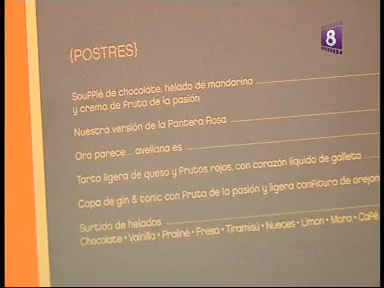 8
{POSTRES}
Soufflé de chocolate, helado de mandarina
y crema de fruta de la pasión
Nuestra versión de la Pantera Rosa
Oro parece... avellana es
Tarta ligera de queso y frutos rojos, con corazón líquido de galleta
Copa de gin & tonic con fruta de la pasión y ligera confitura de
Surtido de helados
Chocolate • Vainilla • Praliné • Fresa • Tiramisú • Nueces • Limón • Mora • Café